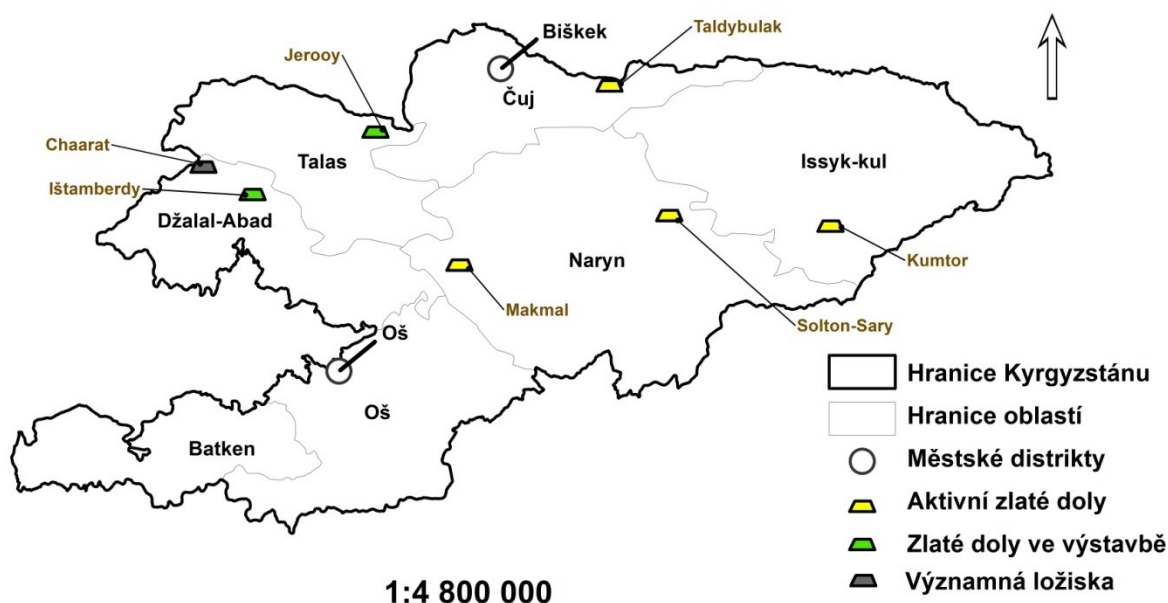 Biškek
Taldybulak
Jerooy
Čuj
Chaarat
Talas
Issyk-kul
Ištamberdy
Džalal-Abad
Naryn
Kumtor
Makmal
Solton-Sary
Oš
Oš
Batken
Hranice Kyrgyzstánu
Hranice oblastí
Městské distrikty
Aktivní zlaté doly
Zlaté doly ve výstavbě
Významná ložiska
1:4 800 000